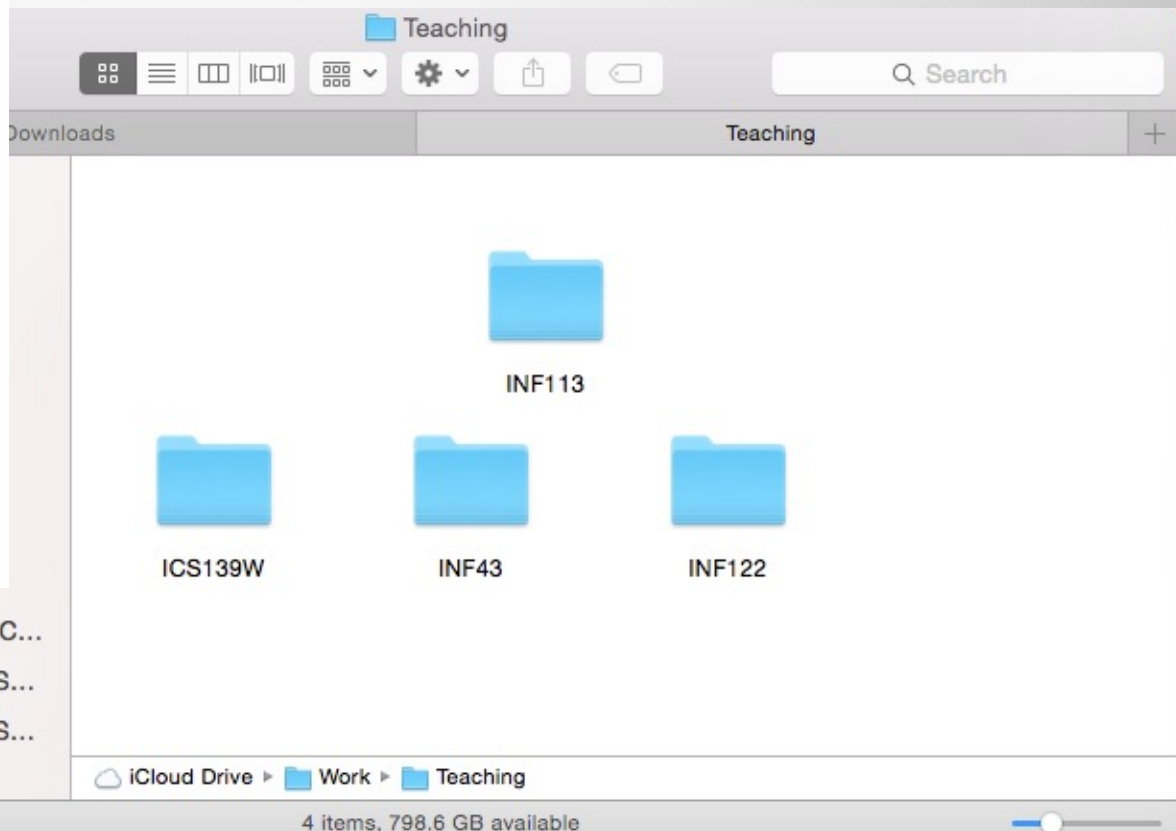 Teaching
Search
Downloads Teaching
INF113
ICS139W INF43 INF122
C...
S...
S...
iCloud Drive Work Teaching
4 items, 798.6 GB available